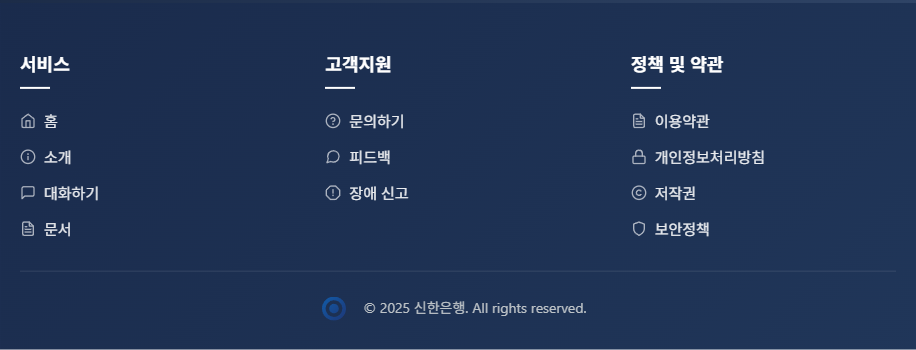 서비스
홈
소개
대화하기
문서
고객지원
문의하기
피드백
장애 신고
정책 및 약관
이용약관
개인정보처리방침
저작권
보안정책
© 2025 신한은행. All rights reserved.